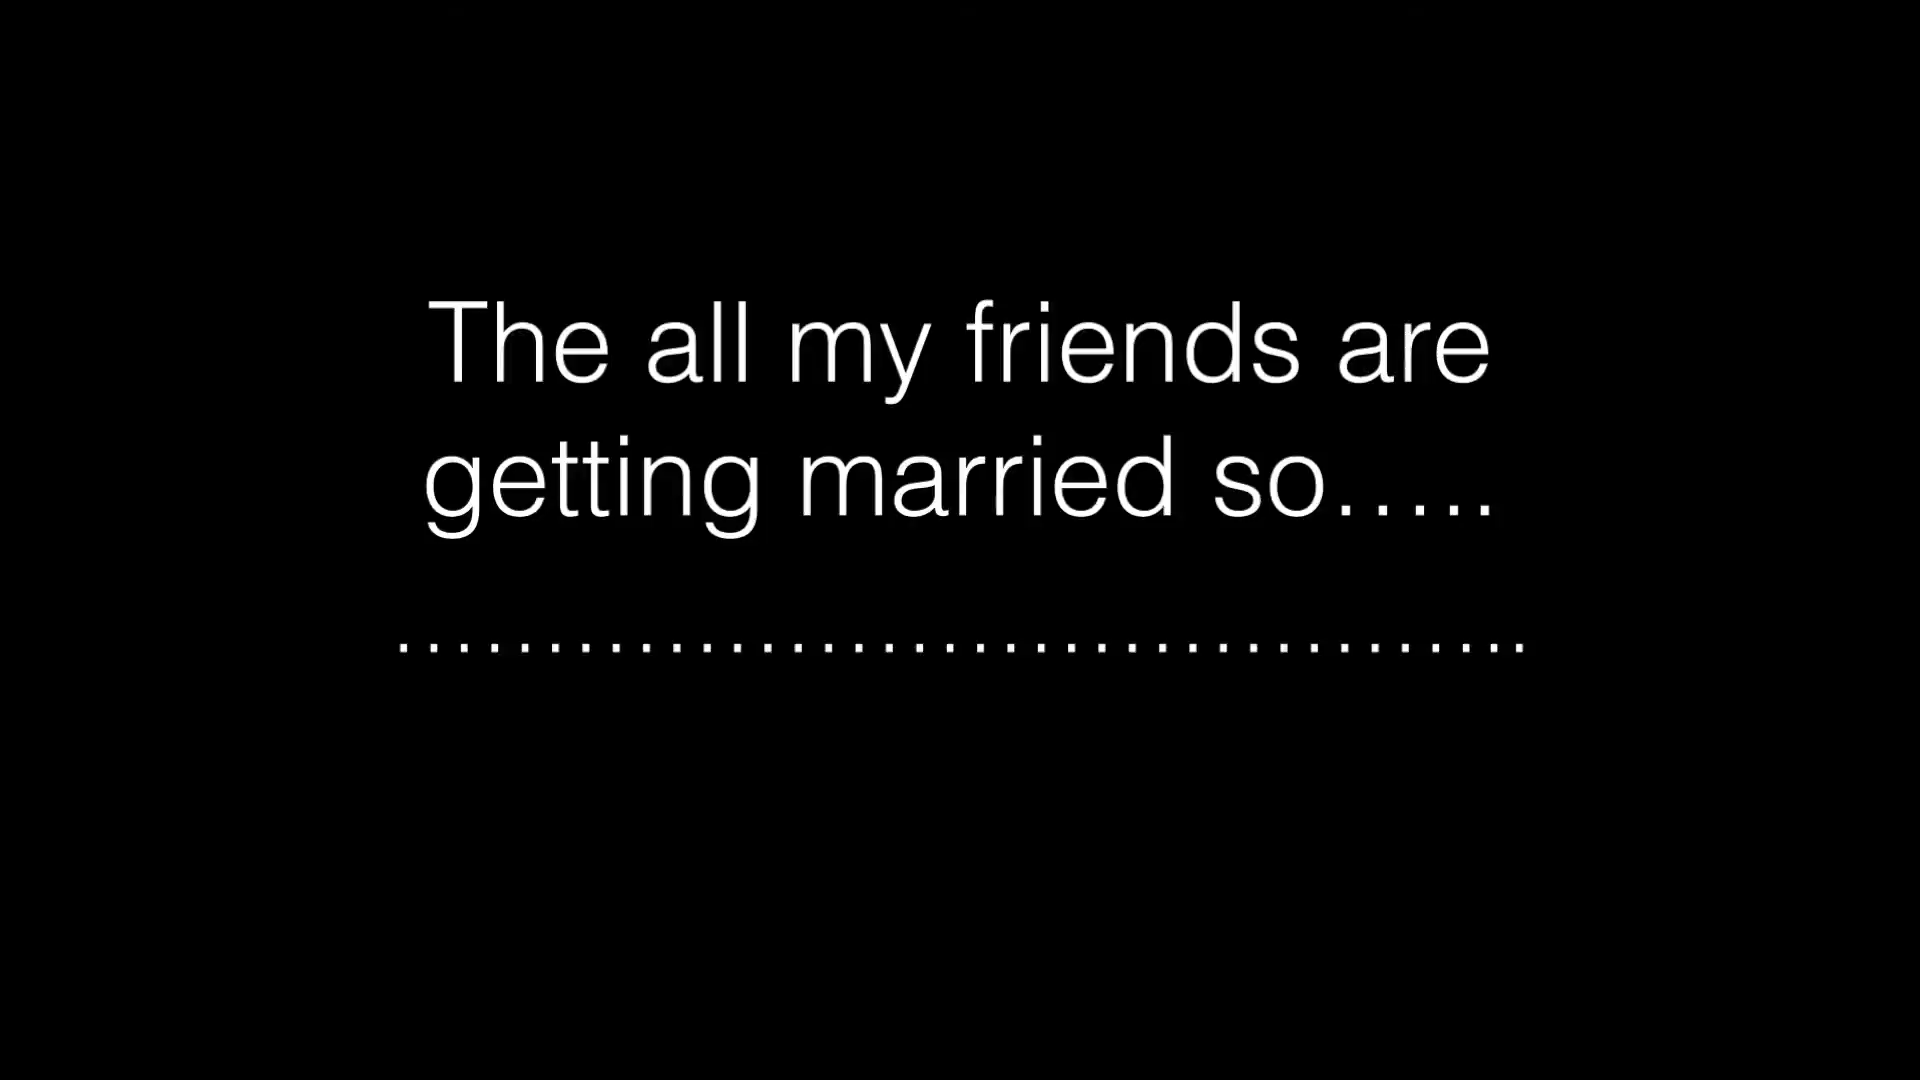 The all my friends are
getting married so.....
......................................